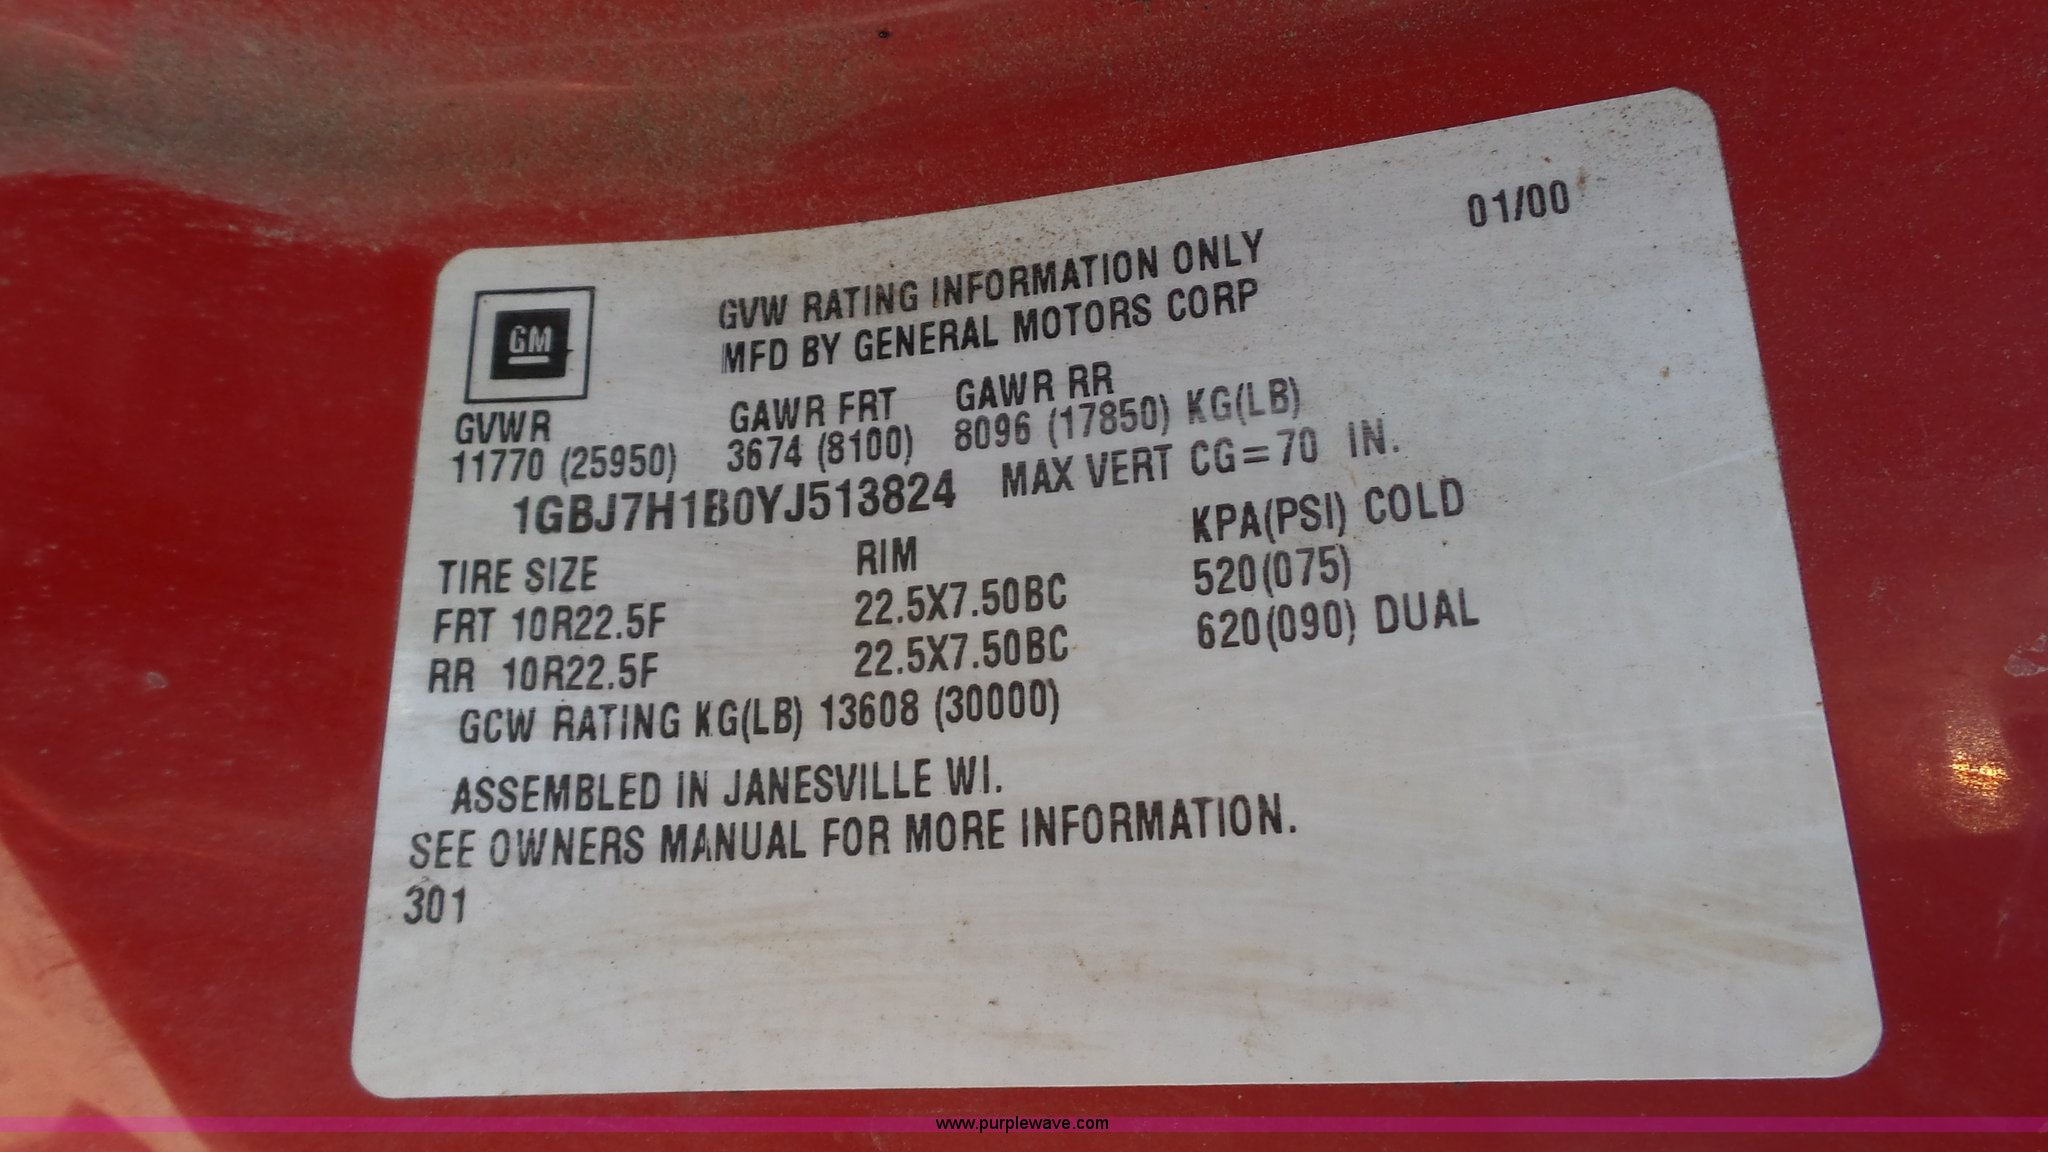 01/00
GM
GVW RATING INFORMATION ONLY
MFD BY GENERAL MOTORS CORP
GVWR GAWR FRT GAWR RR
11770 (25950) 3674 (8100) 8096 (17850) KG(LB)
1GBJ7H1B0YJ513824 MAX VERT CG=70 IN.
TIRE SIZE RIM KPA(PSI) COLD
FRT 10R22.5F 22.5X7.50BC 520(075)
RR 10R22.5F 22.5X7.50BC 620(090) DUAL
GCW RATING KG(LB) 13608 (30000)
ASSEMBLED IN JANESVILLE WI.
SEE OWNERS MANUAL FOR MORE INFORMATION.
301
www.purplewave.com